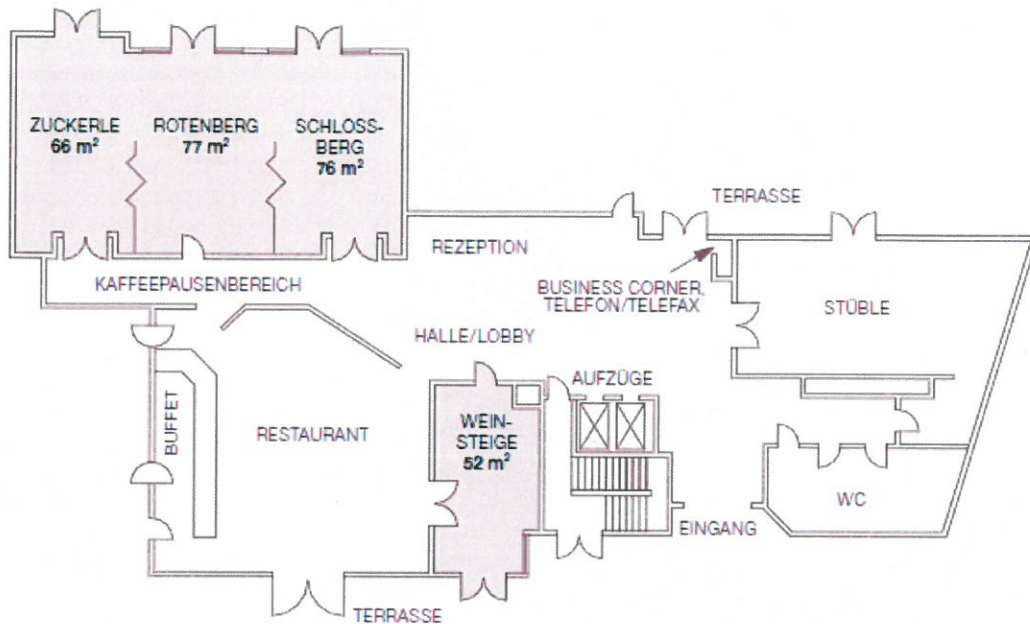 ZUCKERLE
66 m²
ROTENBERG
77 m²
SCHLOSS-
BERG
76 m²
TERRASSE
REZEPTION
KAFFEEPAUSENBEREICH
BUSINESS CORNER,
TELEFON/TELEFAX
STÜBLE
HALLE/LOBBY
AUFZÜGE
BUFFET
RESTAURANT
WEIN-
STEIGE
52 m²
WC
EINGANG
TERRASSE